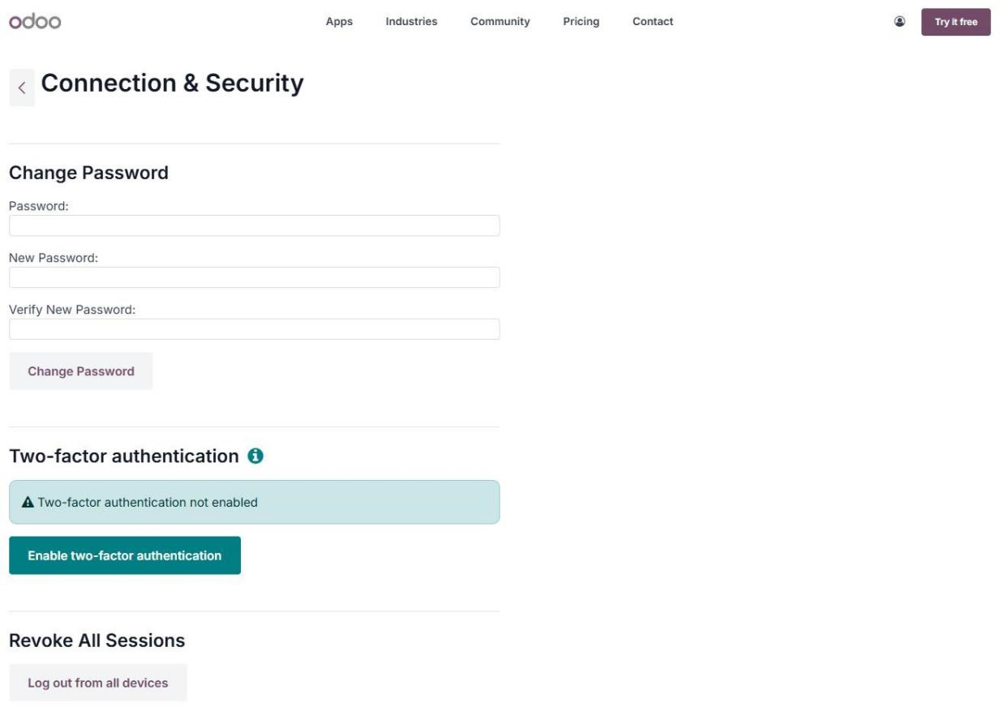 odoo
Apps Industries Community Pricing Contact Try it free
Connection & Security
Change Password
Password:
New Password:
Verify New Password:
Change Password
Two-factor authentication
Two-factor authentication not enabled
Enable two-factor authentication
Revoke All Sessions
Log out from all devices